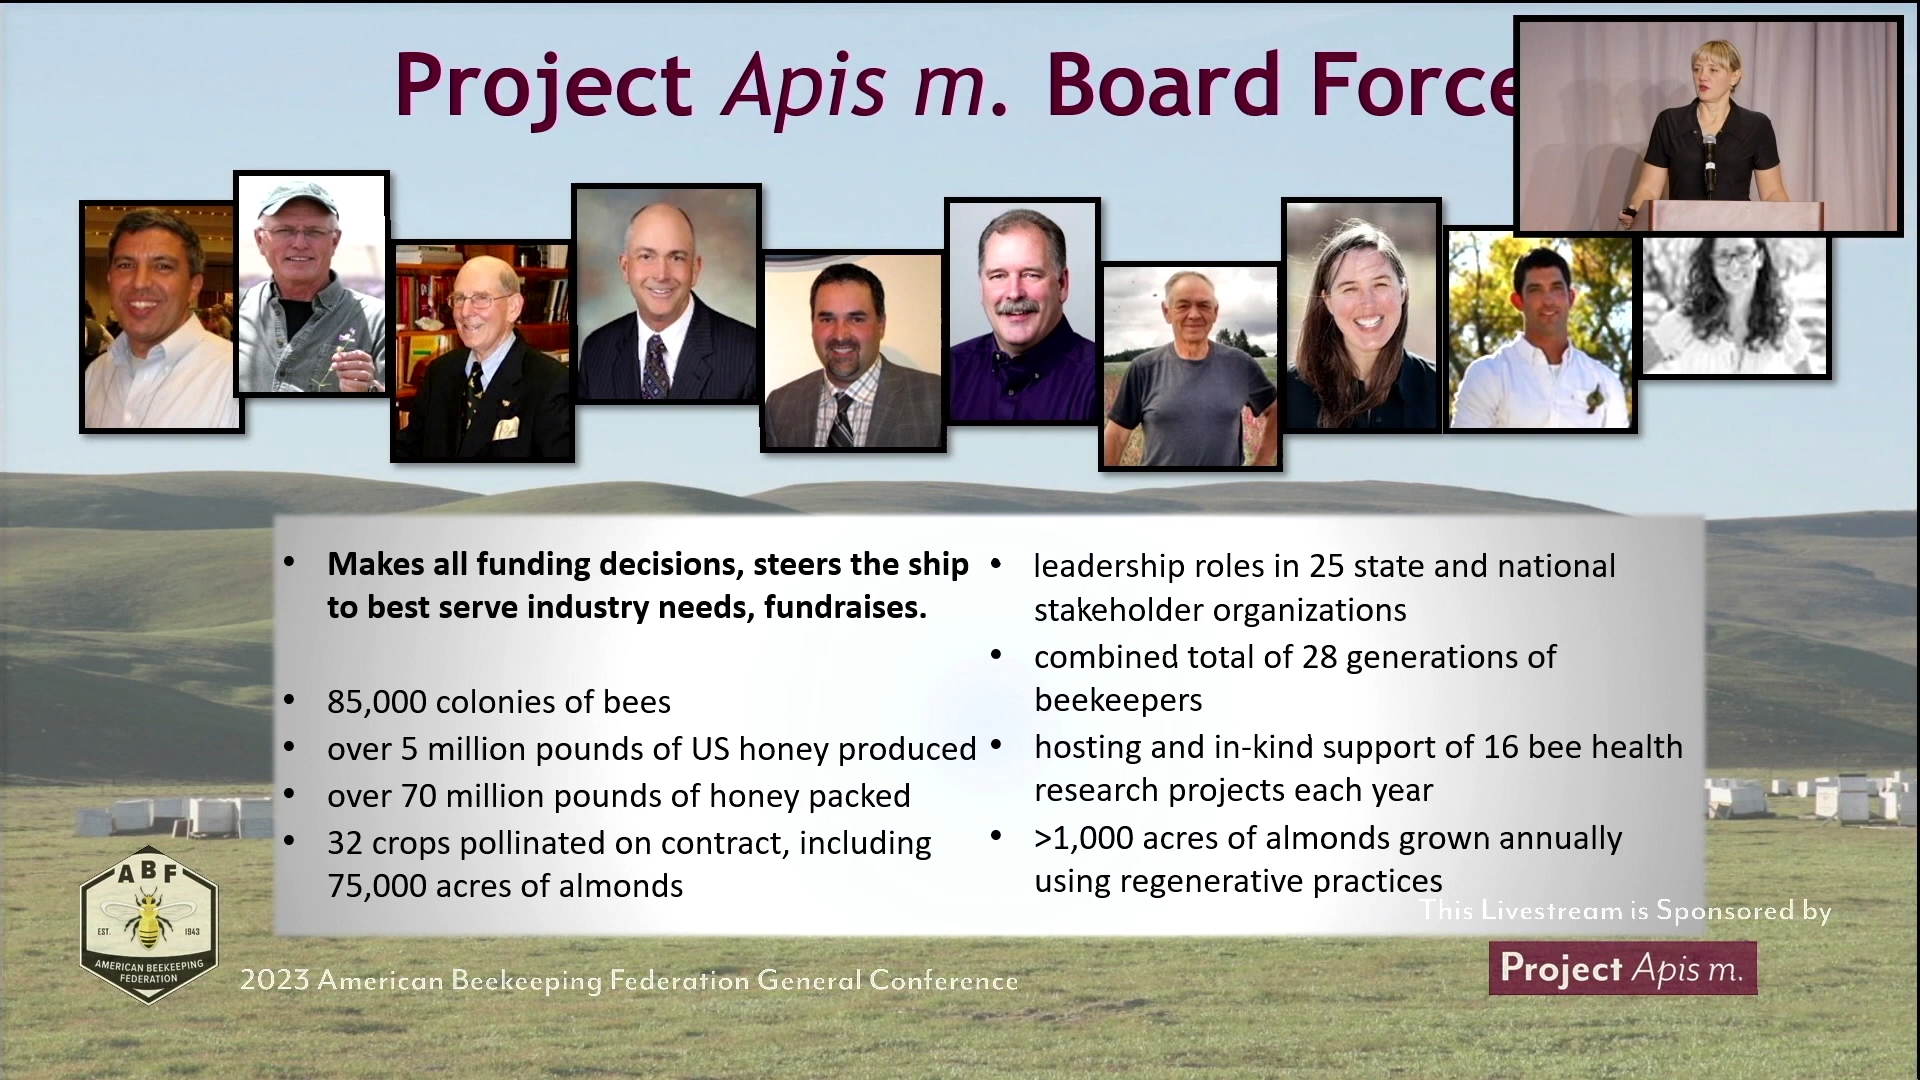 Project Apis m. Board Force
• Makes all funding decisions, steers the ship
to best serve industry needs, fundraises.
• 85,000 colonies of bees
• over 5 million pounds of US honey produced
• over 70 million pounds of honey packed
• 32 crops pollinated on contract, including
75,000 acres of almonds
• leadership roles in 25 state and national
stakeholder organizations
• combined total of 28 generations of
beekeepers
• hosting and in-kind support of 16 bee health
research projects each year
• >1,000 acres of almonds grown annually
using regenerative practices
This Livestream is Sponsored by
Project Apis m.
ABF
EST. 1943
AMERICAN BEEKEEPING
FEDERATION
2023 American Beekeeping Federation General Conference